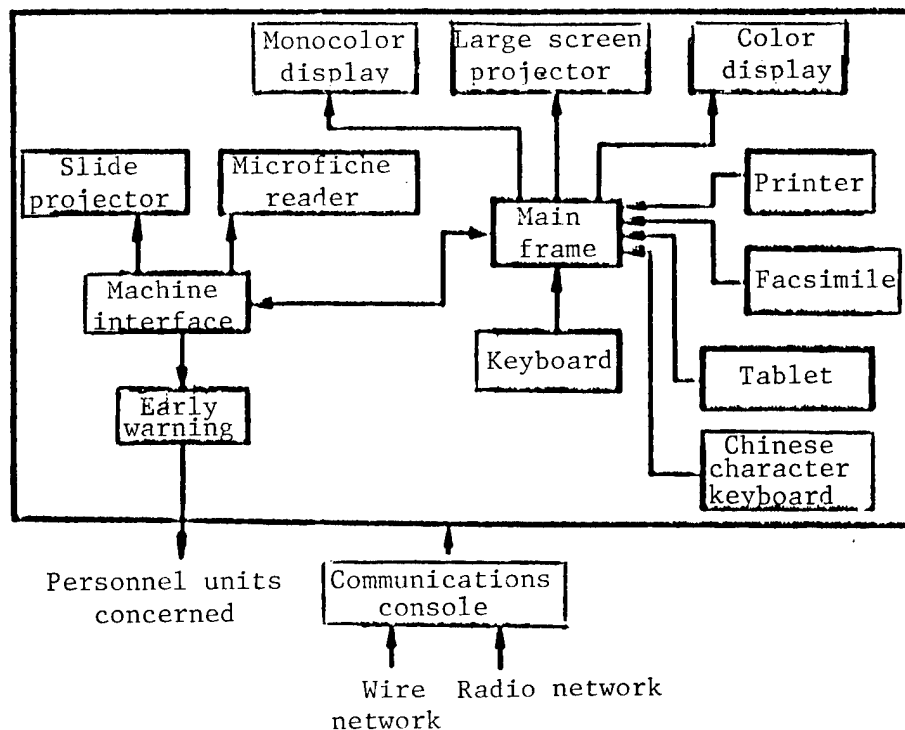 Monocolor
display
Large screen
projector
Color
display
Slide
projector
Microfiche
reader
Main
frame
Printer
Facsimile
Machine
interface
Keyboard
Tablet
Early
warning
Chinese
character
keyboard
Personnel units
concerned
Communications
console
Wire
network
Radio network